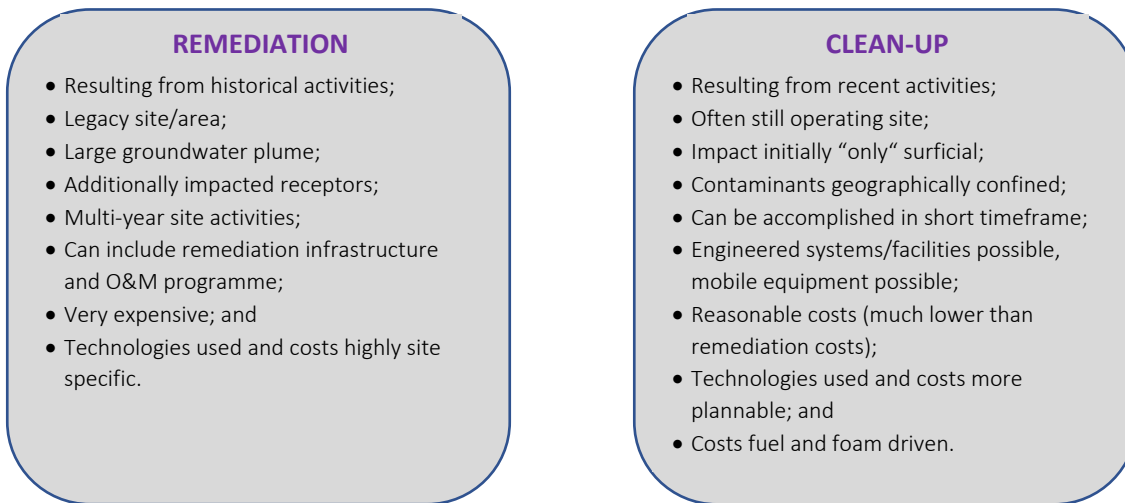 REMEDIATION
• Resulting from historical activities;
• Legacy site/area;
• Large groundwater plume;
• Additionally impacted receptors;
• Multi-year site activities;
• Can include remediation infrastructure
and O&M programme;
• Very expensive; and
• Technologies used and costs highly site
specific.
CLEAN-UP
• Resulting from recent activities;
• Often still operating site;
• Impact initially “only“ surficial;
• Contaminants geographically confined;
• Can be accomplished in short timeframe;
• Engineered systems/facilities possible,
mobile equipment possible;
• Reasonable costs (much lower than
remediation costs);
• Technologies used and costs more
plannable; and
• Costs fuel and foam driven.